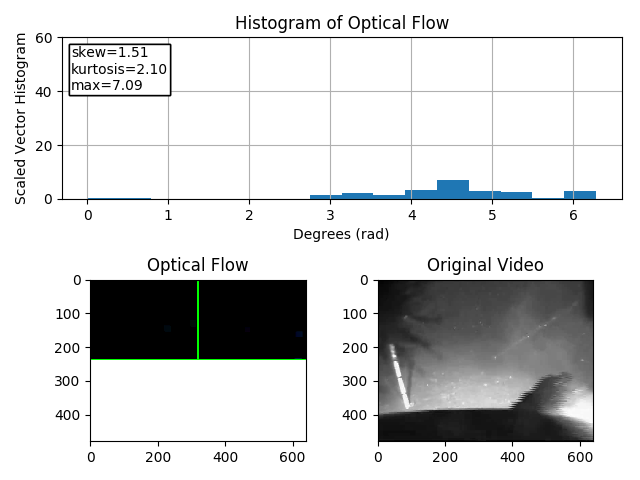 Histogram of Optical Flow
Scaled Vector Histogram
60
40
20
0
skew=1.51
kurtosis=2.10
max=7.09
0 1 2 3 4 5 6
Degrees (rad)
Optical Flow
0
100
200
300
400
0 200 400 600
Original Video
0
100
200
300
400
0 200 400 600